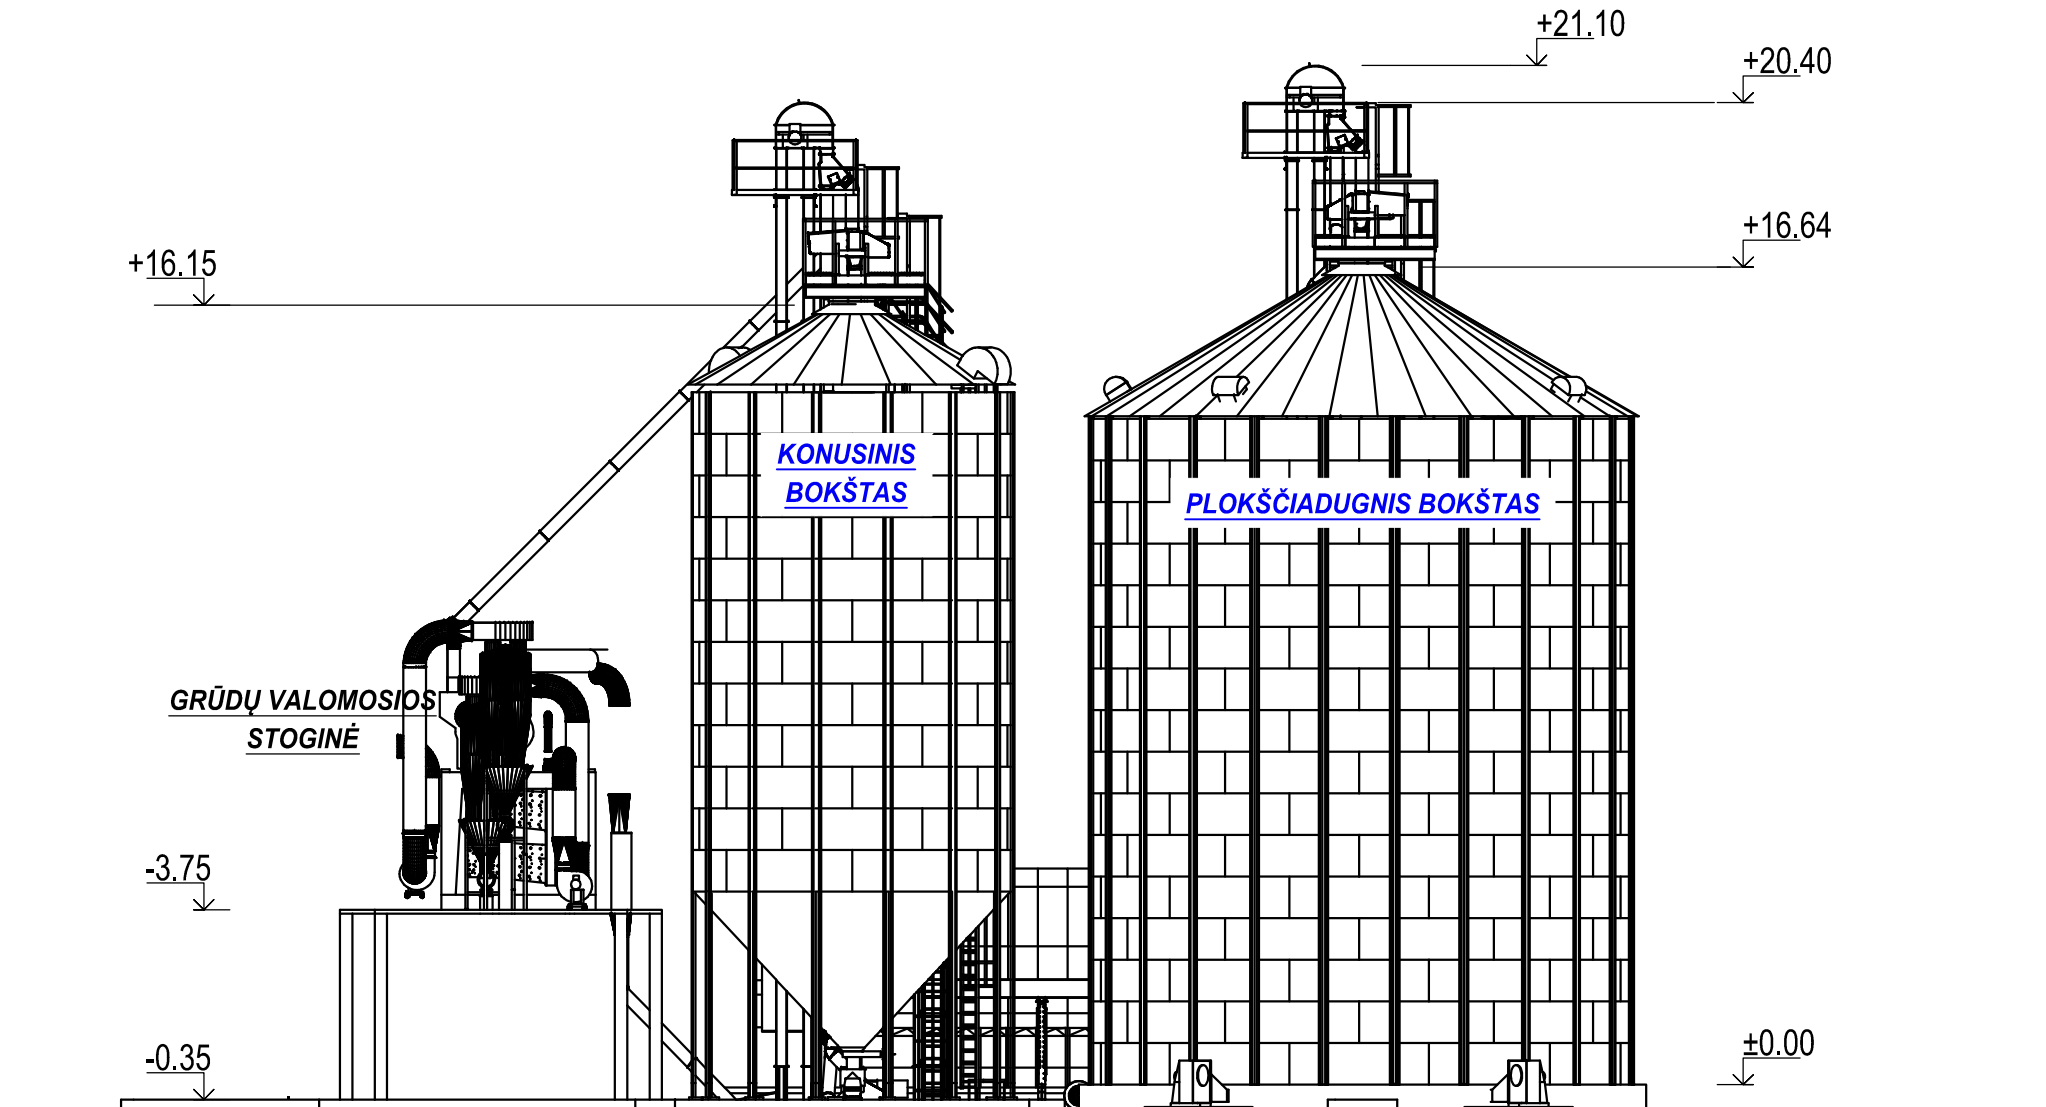 +21.10
+20.40
+16.64
+16.15
KONUSINIS
BOKŠTAS
PLOKŠČIADUGNIS BOKŠTAS
GRŪDŲ VALOMOSIOS
STOGINĖ
-3.75
-0.35
±0.00